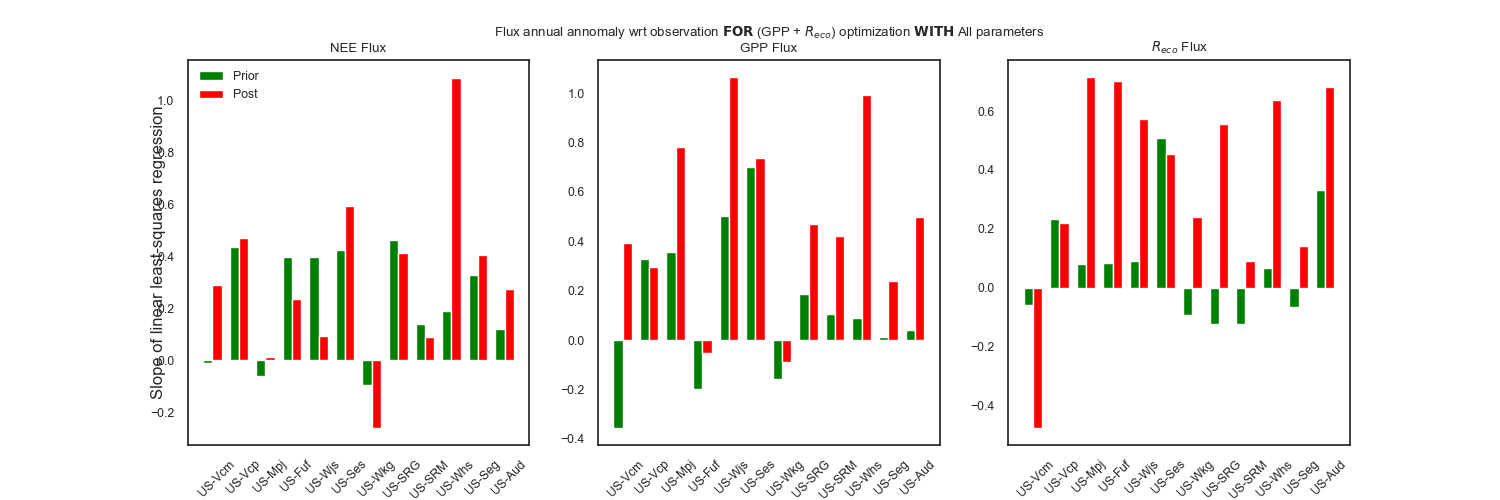 Flux annual annomaly wrt observation FOR (GPP + Reco) optimization WITH All parameters
NEE Flux
Prior
Post
Slope of linear least-squares regression
1.0
0.8
0.6
0.4
0.2
0.0
−0.2
US-Vcm
US-Vcp
US-Mpj
US-Fuf
US-Wjs
US-Ses
US-Wkg
US-SRG
US-SRM
US-Whs
US-Seg
US-Aud
GPP Flux
1.0
0.8
0.6
0.4
0.2
0.0
−0.2
−0.4
US-Vcm
US-Vcp
US-Mpj
US-Fuf
US-Wjs
US-Ses
US-Wkg
US-SRG
US-SRM
US-Whs
US-Seg
US-Aud
Reco Flux
0.6
0.4
0.2
0.0
−0.2
−0.4
US-Vcm
US-Vcp
US-Mpj
US-Fuf
US-Wjs
US-Ses
US-Wkg
US-SRG
US-SRM
US-Whs
US-Seg
US-Aud